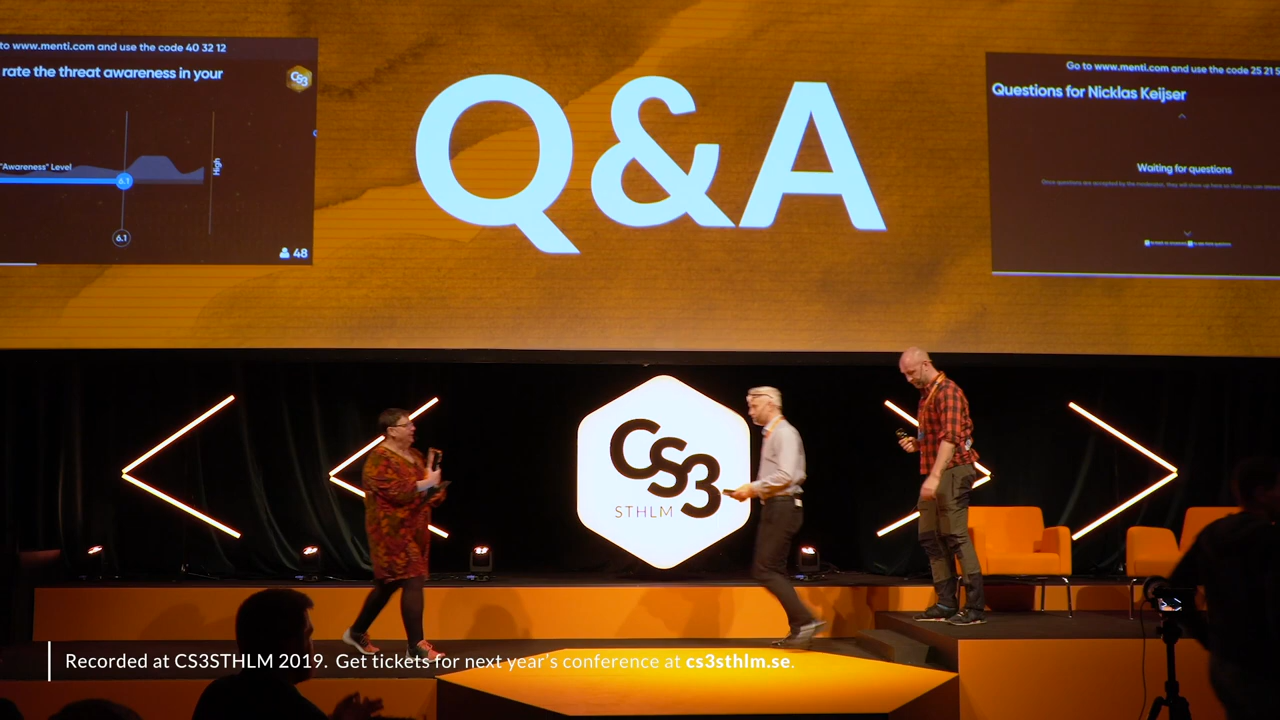 to www.menti.com and use the code 40 32 12
rate the threat awareness in your
CS3
"Awareness" Level
High
6.1
6.1
48
Q&A
Go to www.menti.com and use the code 25 21 5
Questions for Nicklas Keijser
Waiting for questions
CS3
STHLM
Recorded at CS3STHLM 2019. Get tickets for next year's conference at cs3sthlm.se.